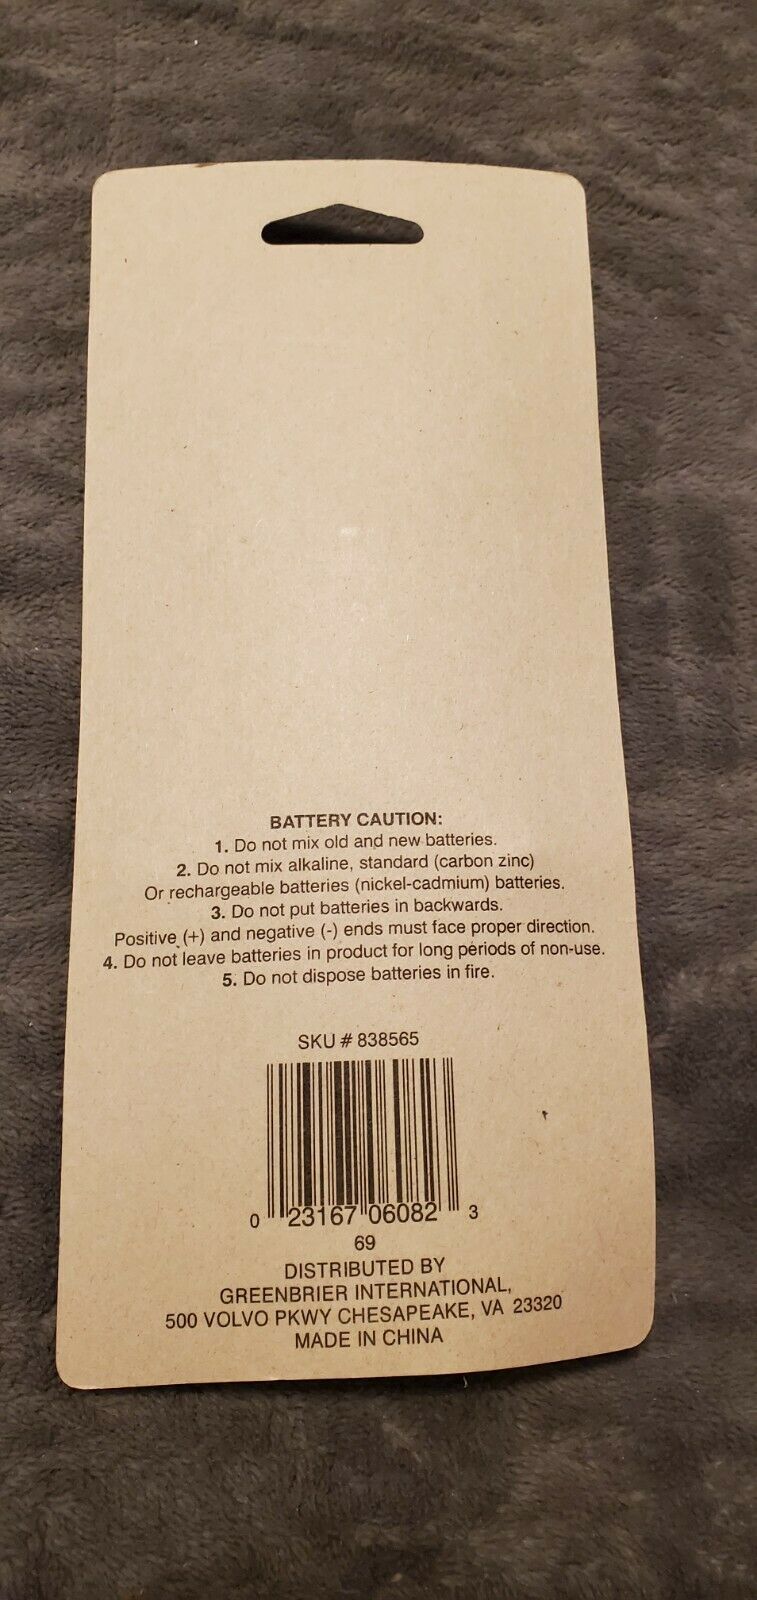 BATTERY CAUTION:
1. Do not mix old and new batteries.
2. Do not mix alkaline, standard (carbon zinc)
Or rechargeable batteries (nickel-cadmium) batteries.
3. Do not put batteries in backwards.
Positive (+) and negative (-) ends must face proper direction.
4. Do not leave batteries in product for long periods of non-use.
5. Do not dispose batteries in fire.
SKU # 838565
0 23167 06082 3
69
DISTRIBUTED BY
GREENBRIER INTERNATIONAL,
500 VOLVO PKWY CHESAPEAKE, VA 23320
MADE IN CHINA